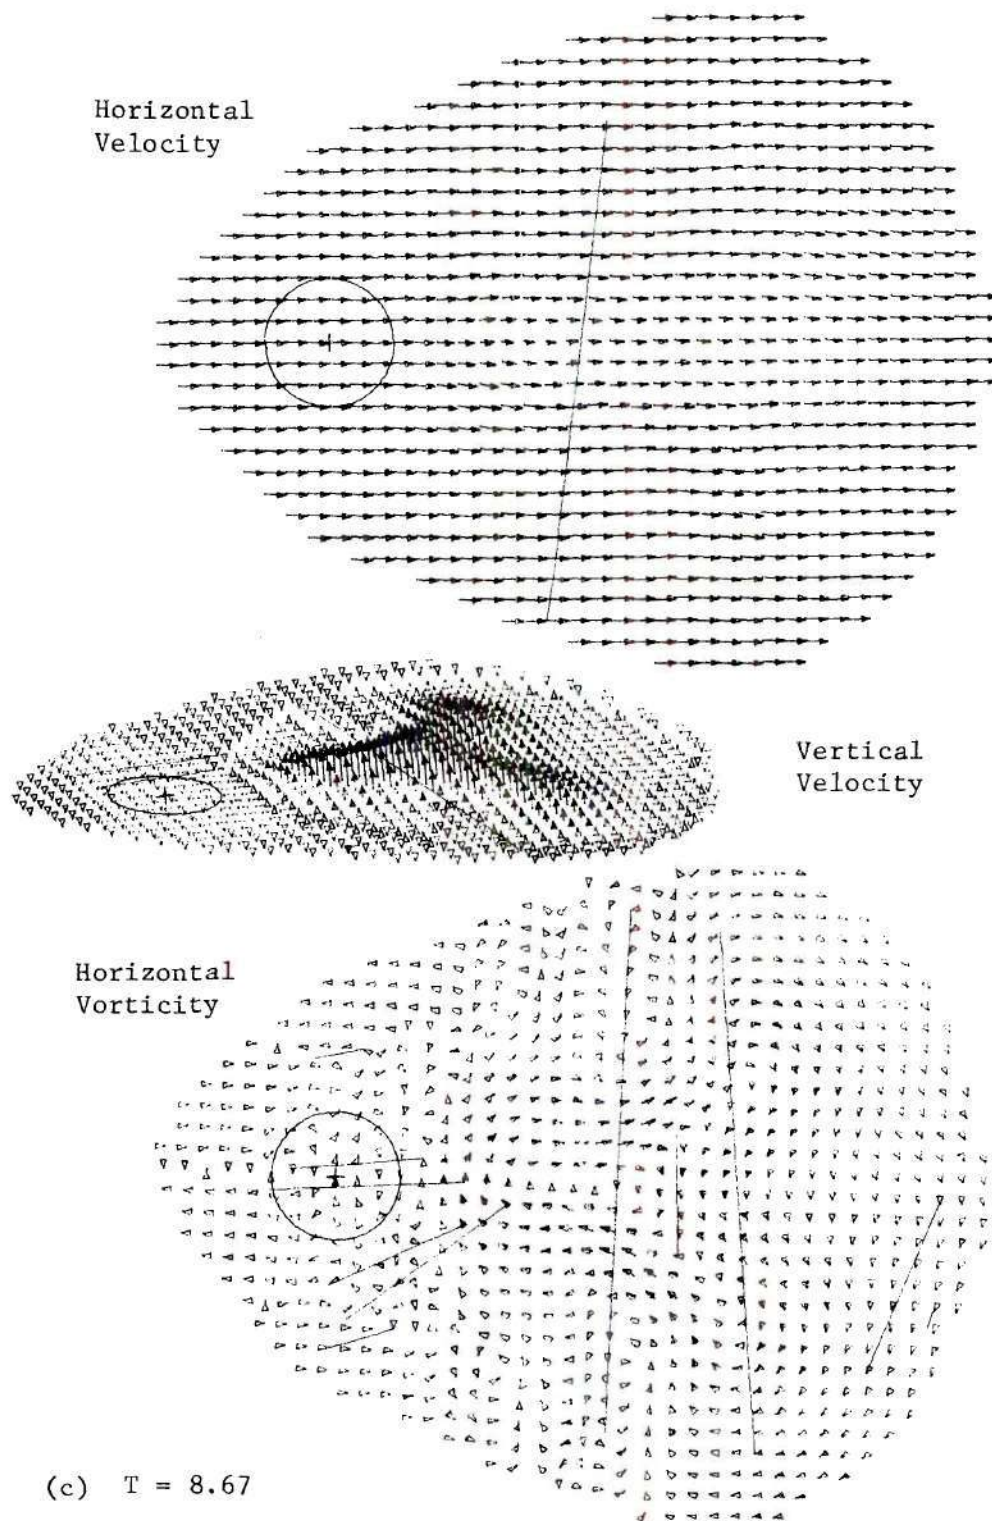 Horizontal
Velocity
Vertical
Velocity
Horizontal
Vorticity
(c) T = 8.67